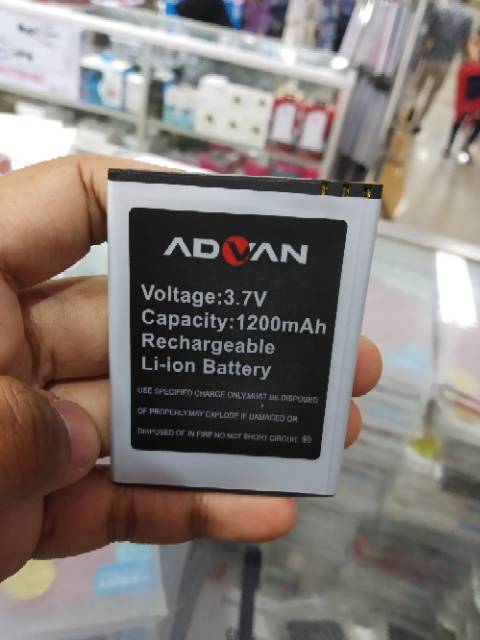 ADVAN
Voltage:3.7V
Capacity:1200mAh
Rechargeable
Li-ion Battery
USE SPECIFIED CHARGE ONLY.MUST BE DISPOSED
OF PROPERLY.MAY EXPLODE IF DAMAGED OR
DISPOSED OF IN FIRE NO NOT SHORT CIRCUIT.